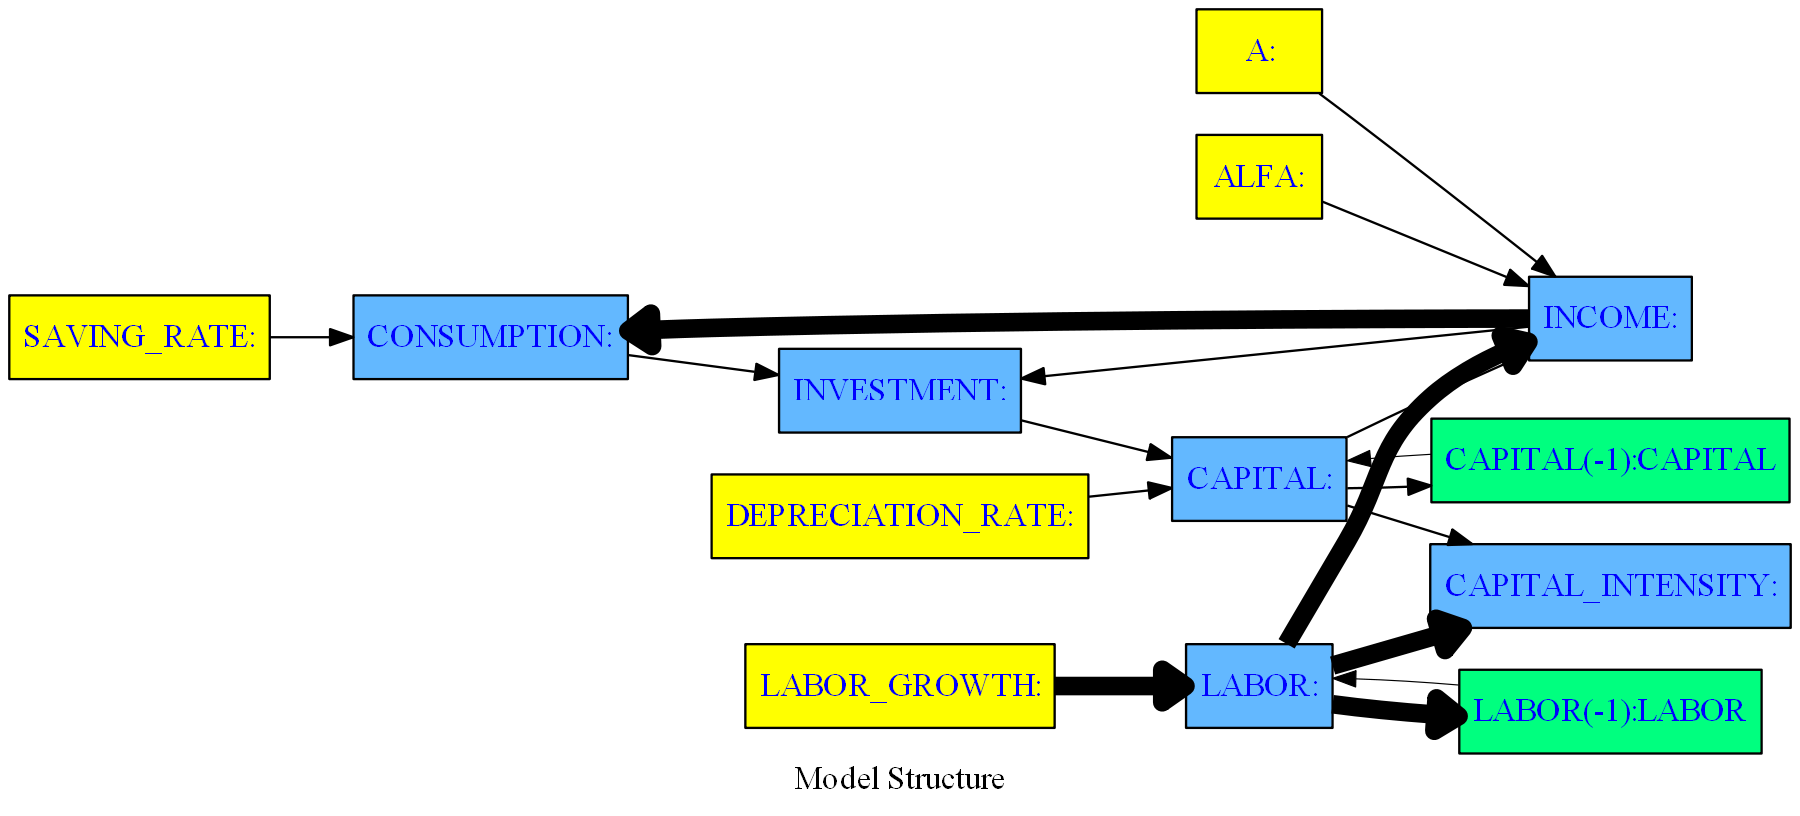 A:
ALFA:
INCOME:
SAVING_RATE:
CONSUMPTION:
INVESTMENT:
CAPITAL(-1):CAPITAL
CAPITAL:
DEPRECIATION_RATE:
CAPITAL_INTENSITY:
LABOR_GROWTH:
LABOR:
LABOR(-1):LABOR
Model Structure